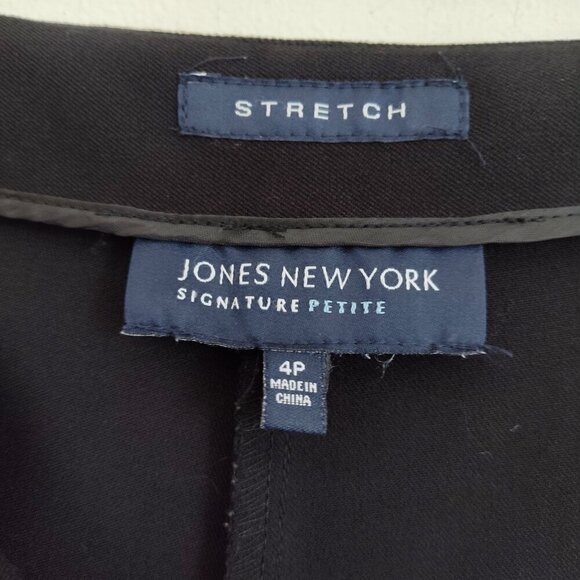 STRETCH
JONES NEW YORK
SIGNATURE PETITE
4P
MADE IN
CHINA